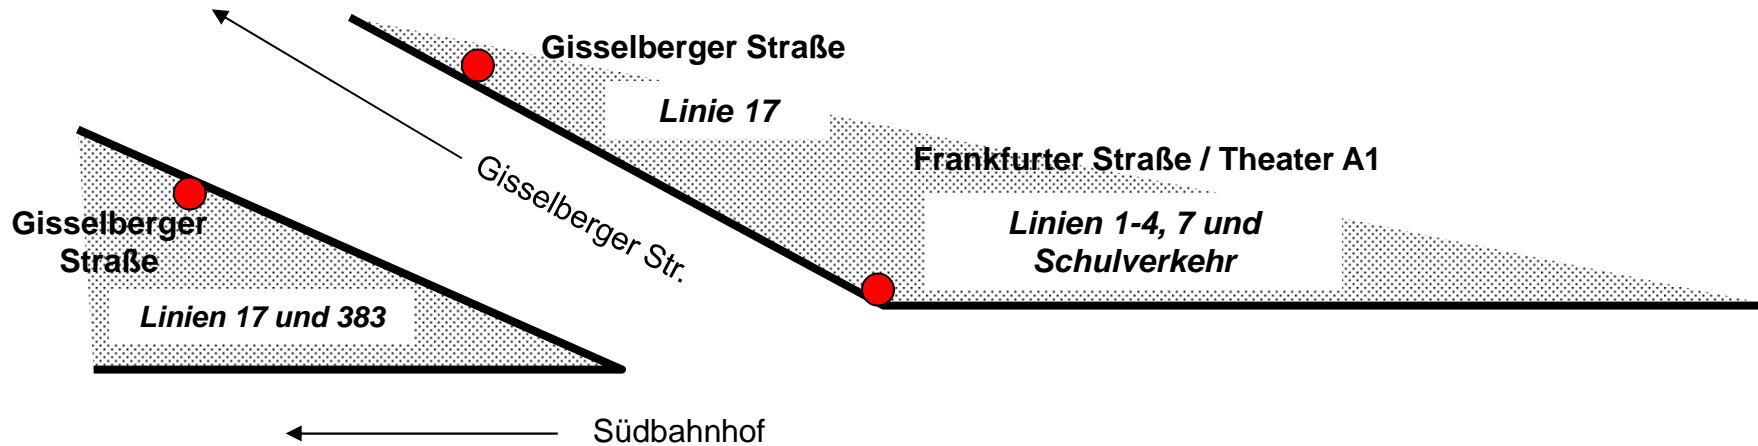 Gisselberger Straße
Linie 17
Frankfurter Straße / Theater A1
Linien 1-4, 7 und
Schulverkehr
Gisselberger Str.
Gisselberger
Straße
Linien 17 und 383
Südbahnhof